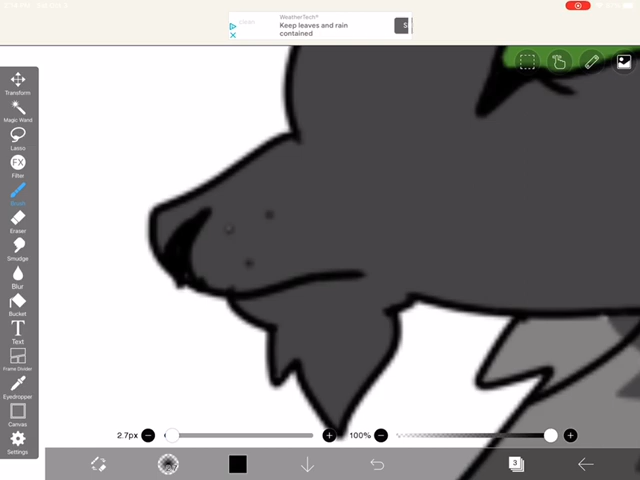 WeatherTech®
Keep leaves and rain
contained
Transform
Magic Wand
Lasso
FX
Filter
Brush
Eraser
Smudge
Blur
Bucket
T
Text
Frame Divider
Eyedropper
Canvas
Settings
2.7px
100%
3